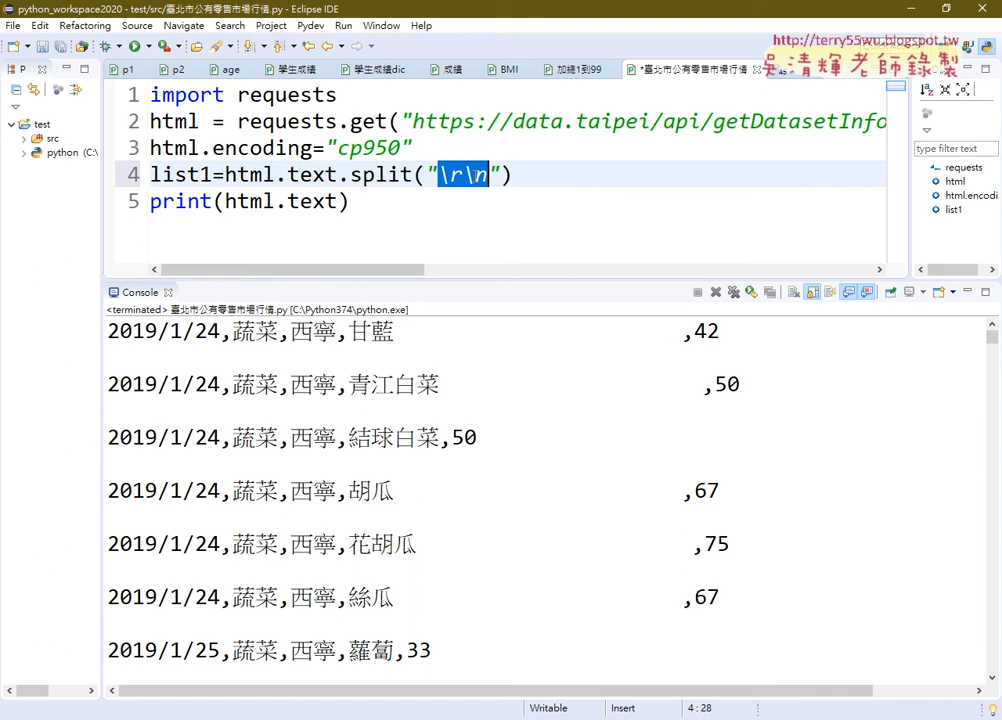 python_workspace2020 - test/src/臺北市公有零售市場行情.py - Eclipse IDE
File Edit Refactoring Source Navigate Search Project Pydev Run Window Help
http://terry55wu.blogspot.tw
吳清輝老師錄製
P
p1 p2 age 學生成績 學生成績dic 成績 BMI 加總1到99 *臺北市公有零售市場行情
1 import requests
2 html = requests.get("https://data.taipei/api/getDatasetInfo
3 html.encoding="cp950"
4 list1=html.text.split("\r\n")
5 print(html.text)
test
src
python (C:\
type filter text
requests
html
html.encodi
list1
Console
<terminated> 臺北市公有零售市場行情.py [C:\Python374\python.exe]
2019/1/24,蔬菜,西寧,甘藍 ,42
2019/1/24,蔬菜,西寧,青江白菜 ,50
2019/1/24,蔬菜,西寧,結球白菜,50
2019/1/24,蔬菜,西寧,胡瓜 ,67
2019/1/24,蔬菜,西寧,花胡瓜 ,75
2019/1/24,蔬菜,西寧,絲瓜 ,67
2019/1/25,蔬菜,西寧,蘿蔔,33
Writable Insert 4 : 28